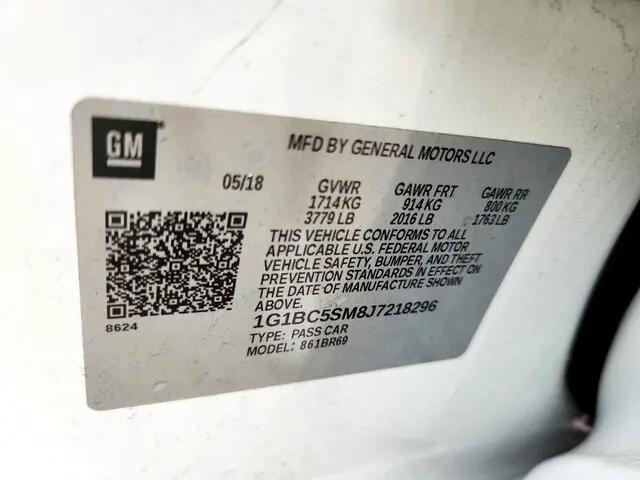 GM
MFD BY GENERAL MOTORS LLC
05/18 GVWR GAWR FRT GAWR RR
1714 KG 914 KG 800 KG
3779 LB 2016 LB 1763 LB
THIS VEHICLE CONFORMS TO ALL
APPLICABLE U.S. FEDERAL MOTOR
VEHICLE SAFETY, BUMPER, AND THEFT
PREVENTION STANDARDS IN EFFECT ON
THE DATE OF MANUFACTURE SHOWN
ABOVE.
1G1BC5SM8J7218296
TYPE: PASS CAR
MODEL: 861BR69
8624